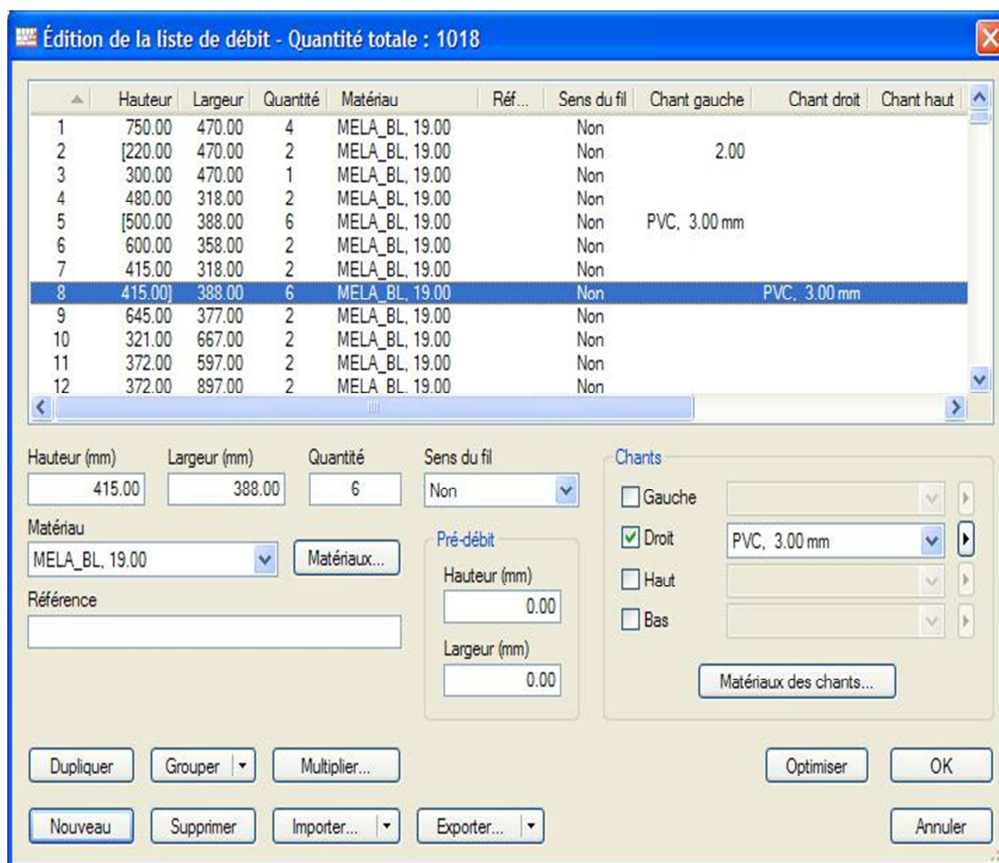 Édition de la liste de débit - Quantité totale : 1018
Hauteur Largeur Quantité Matériau Réf... Sens du fil Chant gauche Chant droit Chant haut
1 750.00 470.00 4 MELA_BL, 19.00 Non
2 [220.00 470.00 2 MELA_BL, 19.00 Non 2.00
3 300.00 470.00 1 MELA_BL, 19.00 Non
4 480.00 318.00 2 MELA_BL, 19.00 Non
5 [500.00 388.00 6 MELA_BL, 19.00 Non PVC, 3.00 mm
6 600.00 358.00 2 MELA_BL, 19.00 Non
7 415.00 318.00 2 MELA_BL, 19.00 Non
8 415.00] 388.00 6 MELA_BL, 19.00 Non PVC, 3.00 mm
9 645.00 377.00 2 MELA_BL, 19.00 Non
10 321.00 667.00 2 MELA_BL, 19.00 Non
11 372.00 597.00 2 MELA_BL, 19.00 Non
12 372.00 897.00 2 MELA_BL, 19.00 Non
Hauteur (mm) Largeur (mm) Quantité Sens du fil
415.00 388.00 6 Non
Matériau
MELA_BL, 19.00 Matériaux...
Référence
Pré-débit
Hauteur (mm)
0.00
Largeur (mm)
0.00
Chants
Gauche
Droit PVC, 3.00 mm
Haut
Bas
Matériaux des chants...
Dupliquer Grouper Multiplier... Optimiser OK
Nouveau Supprimer Importer... Exporter... Annuler